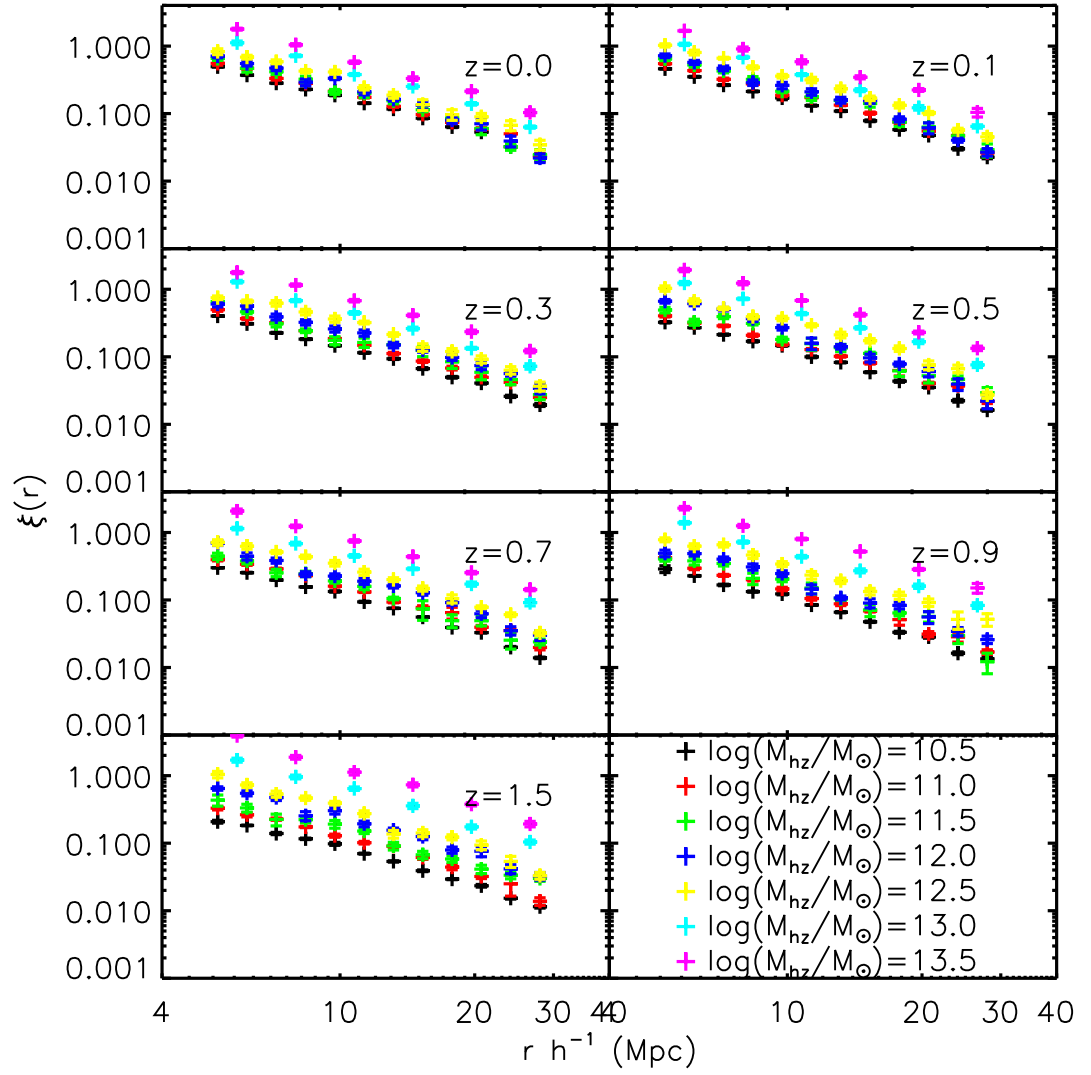 1.000
0.100
0.010
0.001
z=0.0
z=0.1
1.000
0.100
0.010
0.001
z=0.3
z=0.5
ξ(r)
1.000
0.100
0.010
0.001
z=0.7
z=0.9
1.000
0.100
0.010
0.001
z=1.5
log(M_hz/M_⊙)=10.5
log(M_hz/M_⊙)=11.0
log(M_hz/M_⊙)=11.5
log(M_hz/M_⊙)=12.0
log(M_hz/M_⊙)=12.5
log(M_hz/M_⊙)=13.0
log(M_hz/M_⊙)=13.5
4 10 20 30 40 10 20 30 40
r h⁻¹ (Mpc)